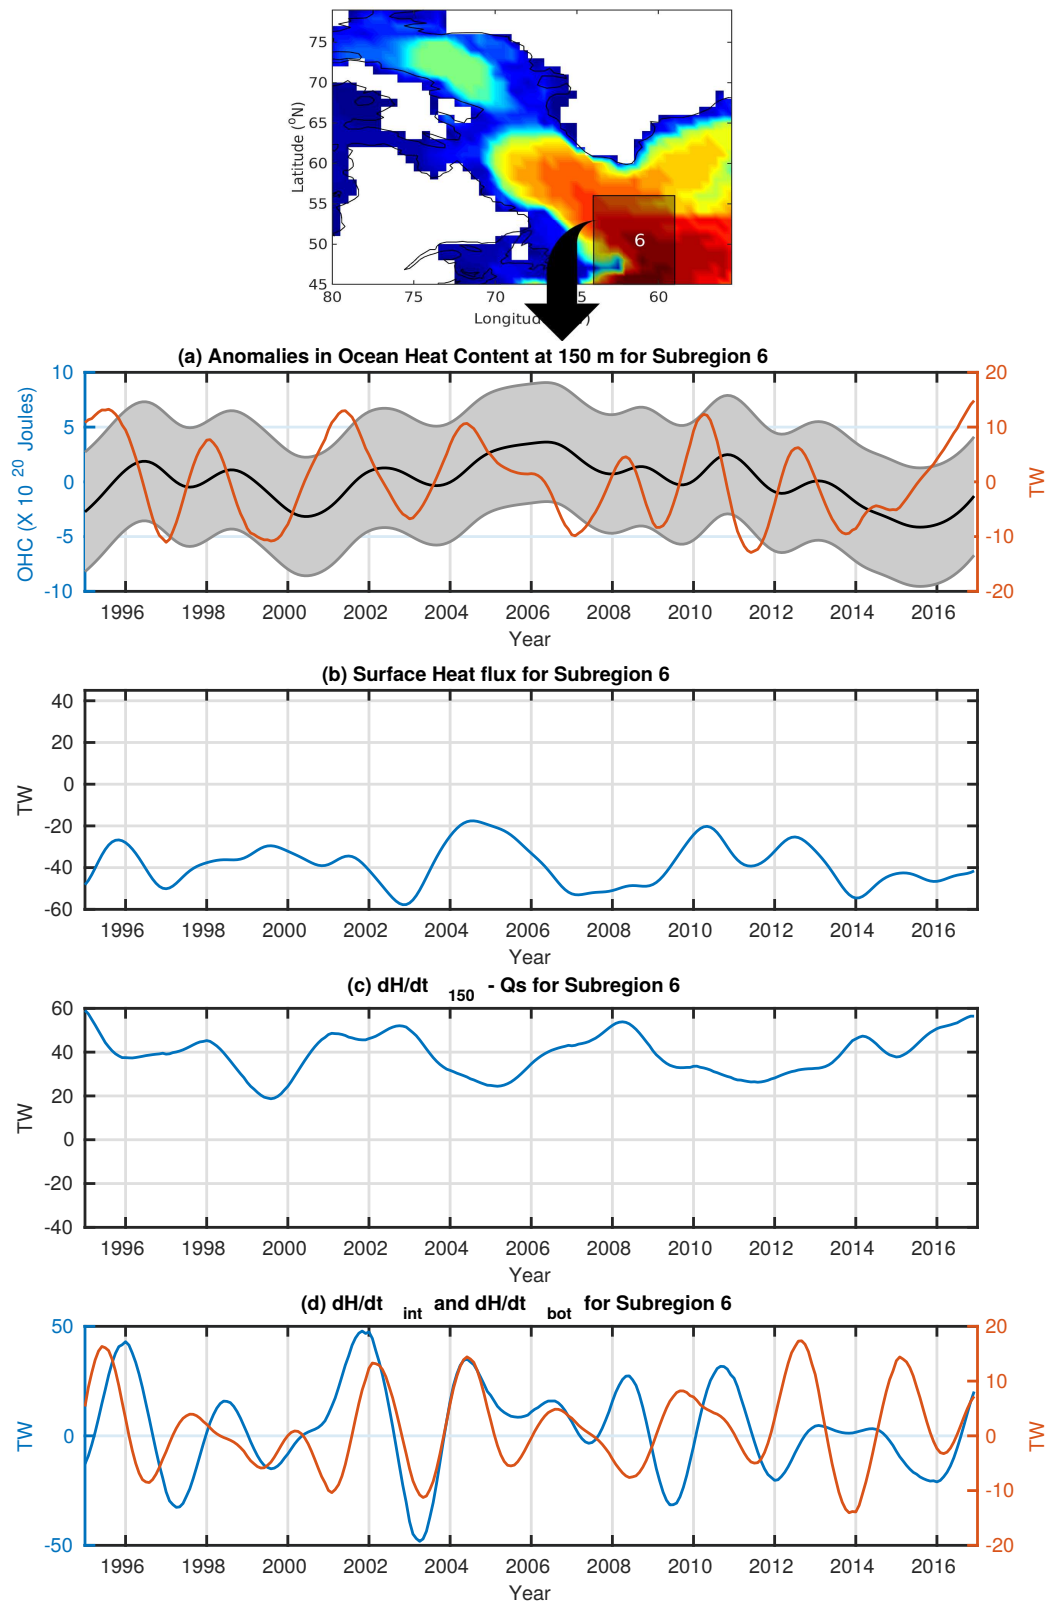 75
70
65
60
55
50
45
Latitude (°N)
6
80 75 70 5 60
Longitud )
(a) Anomalies in Ocean Heat Content at 150 m for Subregion 6
10
5
0
-5
-10
OHC (X 10 20 Joules)
20
10
0
-10
-20
TW
1996 1998 2000 2002 2004 2006 2008 2010 2012 2014 2016
Year
(b) Surface Heat flux for Subregion 6
40
20
0
-20
-40
-60
TW
1996 1998 2000 2002 2004 2006 2008 2010 2012 2014 2016
Year
(c) dH/dt 150 - Qs for Subregion 6
60
40
20
0
-20
-40
TW
1996 1998 2000 2002 2004 2006 2008 2010 2012 2014 2016
Year
(d) dH/dt int and dH/dt bot for Subregion 6
50
0
-50
TW
20
10
0
-10
-20
TW
1996 1998 2000 2002 2004 2006 2008 2010 2012 2014 2016
Year